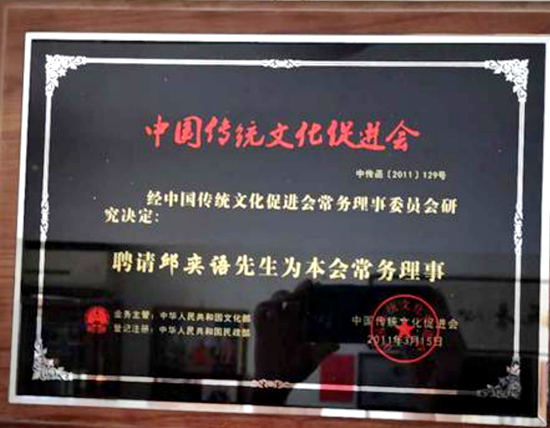 中国传统文化促进会
中传函〔2011〕129号
经中国传统文化促进会常务理事委员会研
究决定：
聘请邱奕语先生为本会常务理事
业务主管：中华人民共和国文化部
登记注册：中华人民共和国民政部
中国传统文化促进会
2011年3月15日